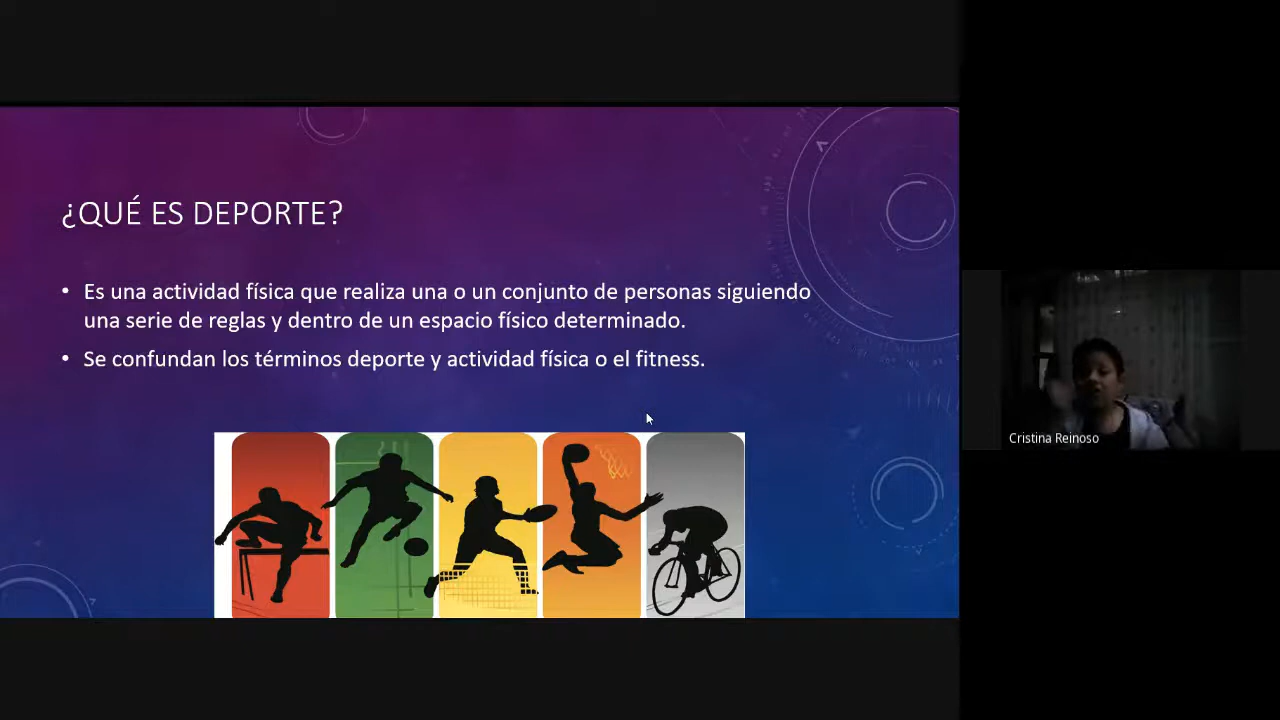 ¿QUÉ ES DEPORTE?
• Es una actividad física que realiza una o un conjunto de personas siguiendo
una serie de reglas y dentro de un espacio físico determinado.
• Se confundan los términos deporte y actividad física o el fitness.
Cristina Reinoso